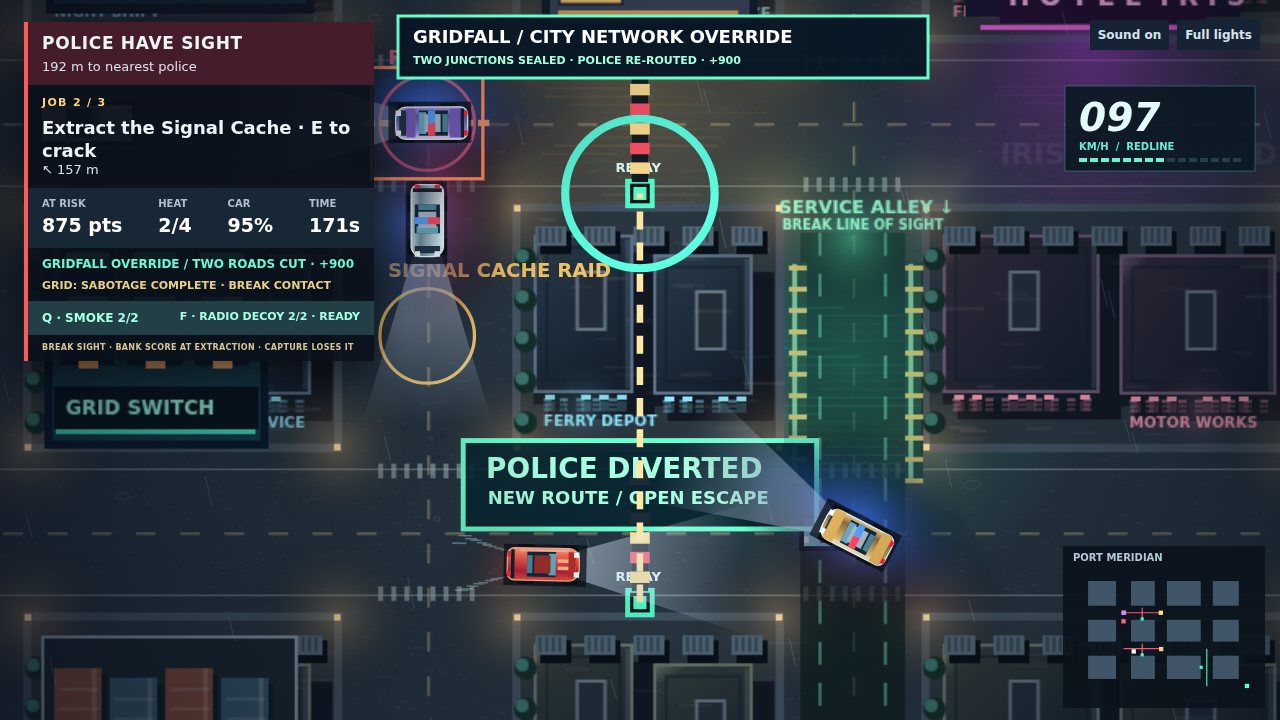 POLICE HAVE SIGHT
192 m to nearest police
JOB 2 / 3
Extract the Signal Cache · E to
crack
↖ 157 m
AT RISK HEAT CAR TIME
875 pts 2/4 95% 171s
GRIDFALL OVERRIDE / TWO ROADS CUT · +900
GRID: SABOTAGE COMPLETE · BREAK CONTACT
Q · SMOKE 2/2 F · RADIO DECOY 2/2 · READY
BREAK SIGHT · BANK SCORE AT EXTRACTION · CAPTURE LOSES IT
GRIDFALL / CITY NETWORK OVERRIDE
TWO JUNCTIONS SEALED · POLICE RE-ROUTED · +900
Sound on
Full lights
097
KM/H / REDLINE
RELAY
SERVICE ALLEY ↓
BREAK LINE OF SIGHT
SIGNAL CACHE RAID
GRID SWITCH
VICE
FERRY DEPOT
MOTOR WORKS
POLICE DIVERTED
NEW ROUTE / OPEN ESCAPE
RELAY
PORT MERIDIAN